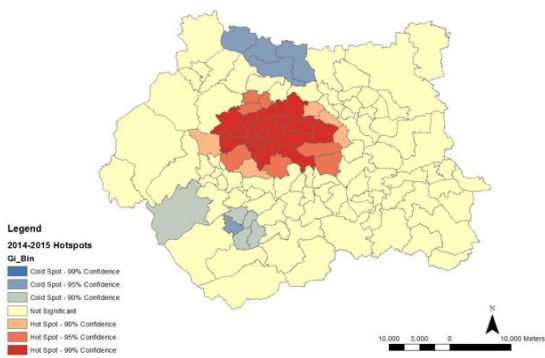 Legend
2014-2015 Hotspots
Gi_Bin
Cold Spot - 99% Confidence
Cold Spot - 95% Confidence
Cold Spot - 90% Confidence
Not Significant
Hot Spot - 90% Confidence
Hot Spot - 95% Confidence
Hot Spot - 99% Confidence
N
10,000 5,000 0 10,000 Meters